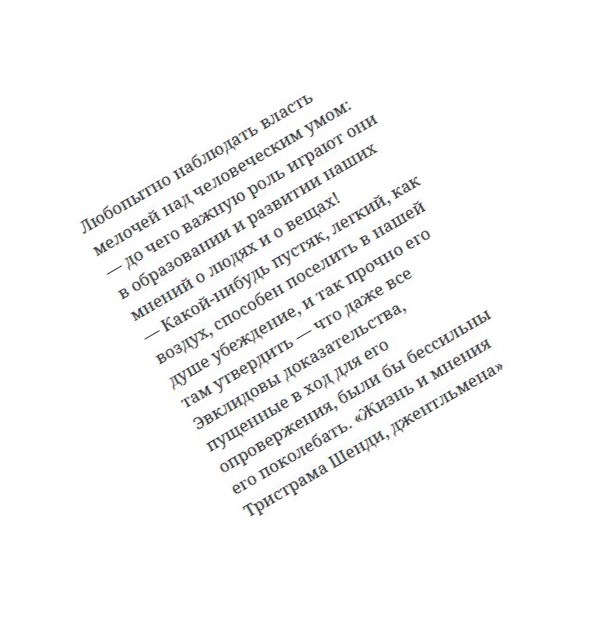 Любопытно наблюдать власть
мелочей над человеческим умом:
— до чего важную роль играют они
в образовании и развитии наших
мнений о людях и о вещах!
— Какой-нибудь пустяк, легкий, как
воздух, способен поселить в нашей
душе убеждение, и так прочно его
там утвердить — что даже все
Эвклидовы доказательства,
пущенные в ход для его
опровержения, были бы бессильны
его поколебать. «Жизнь и мнения
Тристрама Шенди, джентльмена»